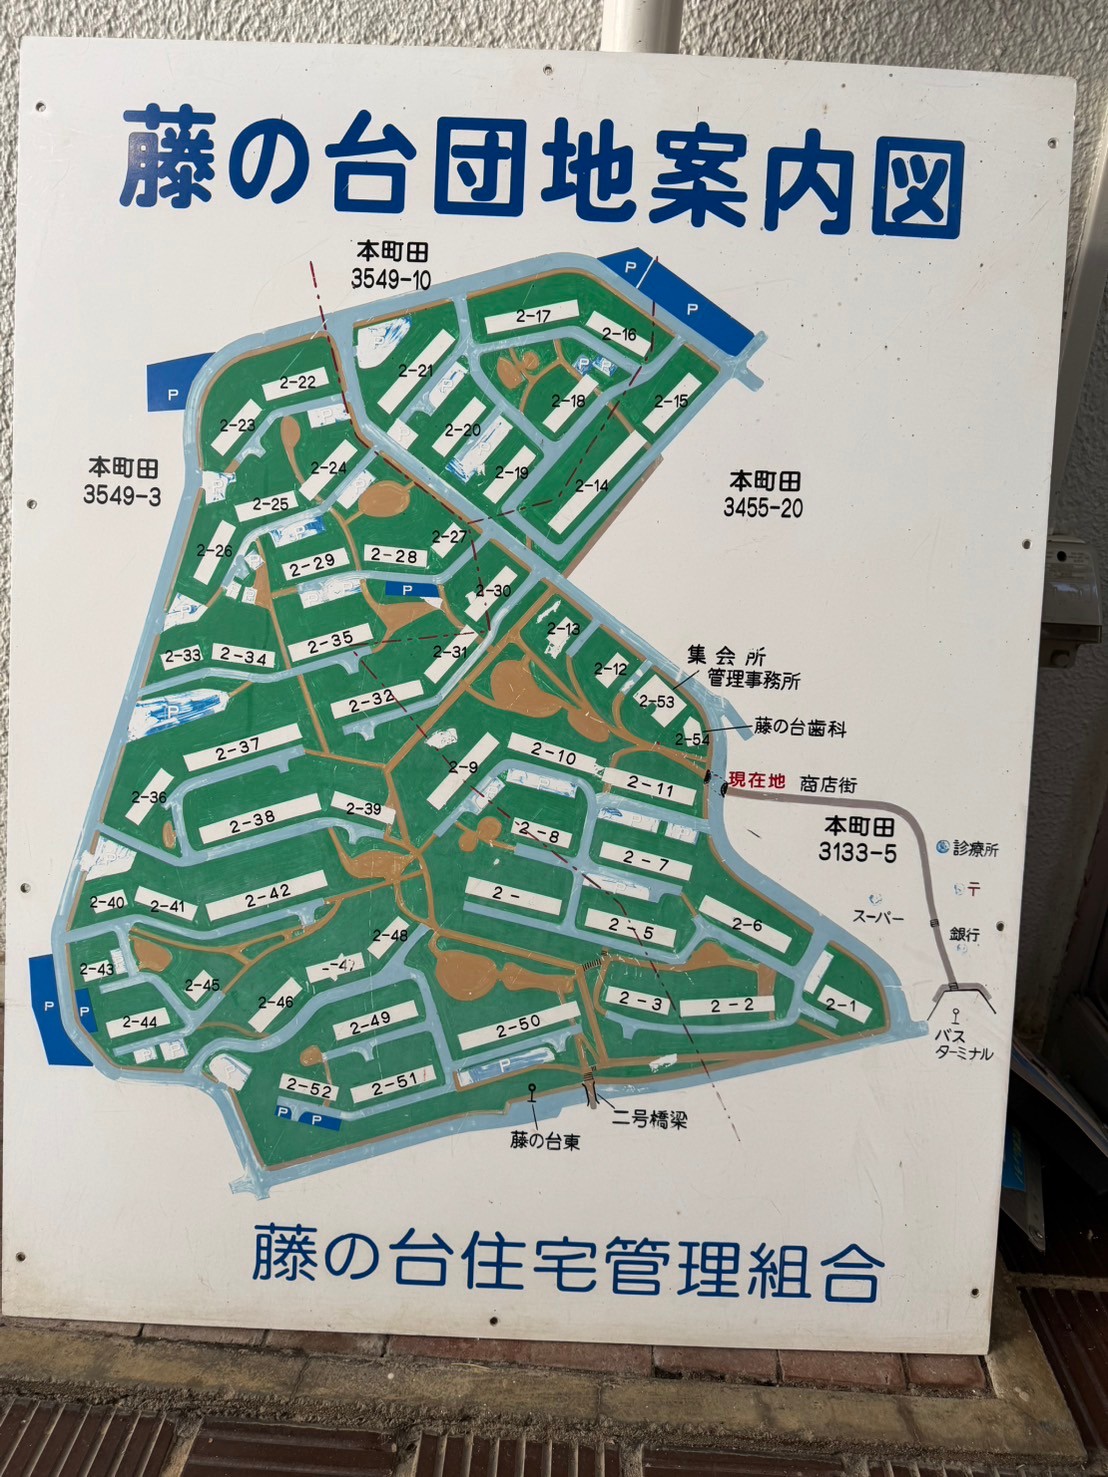 藤の台団地案内図
本町田
3549-10
P
P
2-17
2-16
P
2-22
2-21
P
P
2-18
2-15
2-23
2-20
2-24
2-19
本町田
3549-3
2-14
本町田
3455-20
2-25
2-26
2-27
2-29
2-28
P
2-30
2-13
2-35
2-33
2-34
2-31
2-12
集会所
管理事務所
2-53
2-32
P
2-54
藤の台歯科
2-37
2-10
2-9
現在地 商店街
2-11
2-36
2-39
2-38
2-8
本町田
3133-5
2-7
診療所
2-42
2-
〒
2-40
2-41
2-6
スーパー
2-5
銀行
2-48
2-43
2-47
2-45
2-46
2-3
2-2
2-1
P
P
2-44
2-49
2-50
バス
ターミナル
P
2-52
2-51
P
P
二号橋梁
藤の台東
藤の台住宅管理組合